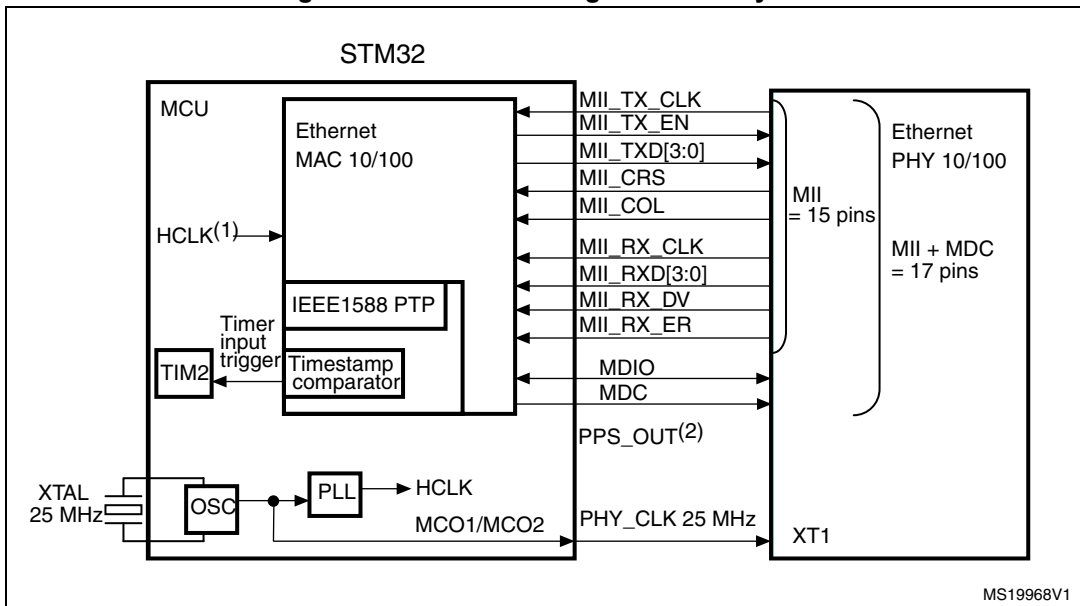 STM32
MCU
Ethernet
MAC 10/100
HCLK(1)
IEEE1588 PTP
Timer
input
trigger
TIM2
Timestamp
comparator
XTAL
25 MHz
OSC
PLL
HCLK
MCO1/MCO2
MII_TX_CLK
MII_TX_EN
MII_TXD[3:0]
MII_CRS
MII_COL
MII_RX_CLK
MII_RXD[3:0]
MII_RX_DV
MII_RX_ER
MDIO
MDC
PPS_OUT(2)
PHY_CLK 25 MHz
MII
= 15 pins
Ethernet
PHY 10/100
MII + MDC
= 17 pins
XT1
MS19968V1